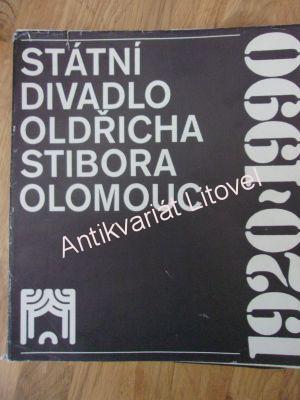 STÁTNÍ
DIVADLO
OLDŘICHA
STIBORA
OLOMOUC
Antikvariát Litovel
1920~1990